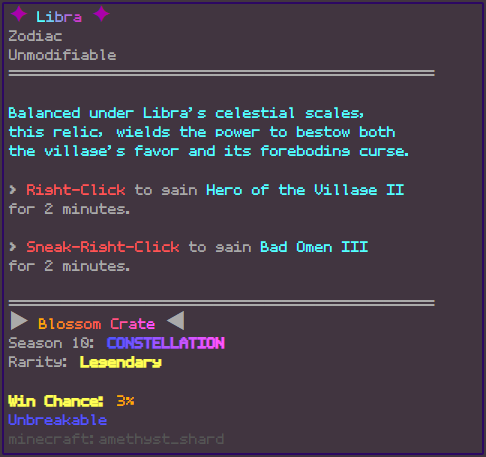 ✦ Libra ✦
Zodiac
Unmodifiable
Balanced under Libra's celestial scales,
this relic, wields the power to bestow both
the village's favor and its foreboding curse.
› Right-Click to gain Hero of the Village II
for 2 minutes.
› Sneak-Right-Click to gain Bad Omen III
for 2 minutes.
▶ Blossom Crate ◀
Season 10: CONSTELLATION
Rarity: Legendary
Win Chance: 3%
Unbreakable
minecraft:amethyst_shard